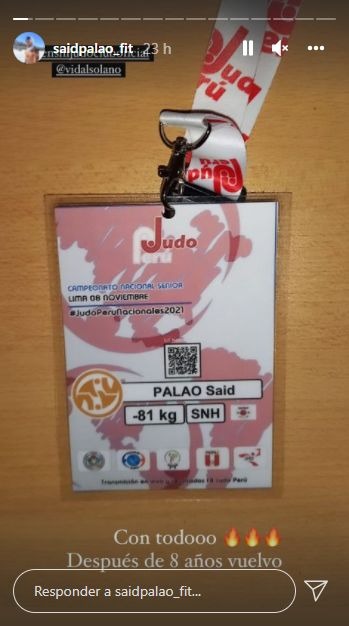 saidpalao_fit 23 h
@vidalsolano
Judo
Perú
Judo
Perú
CAMPEONATO NACIONAL SENIOR
LIMA 08 NOVIEMBRE
#JudoPeruNacionales2021
PALAO Said
-81 kg SNH
Con todooo 🔥🔥🔥
Después de 8 años vuelvo
Responder a saidpalao_fit...